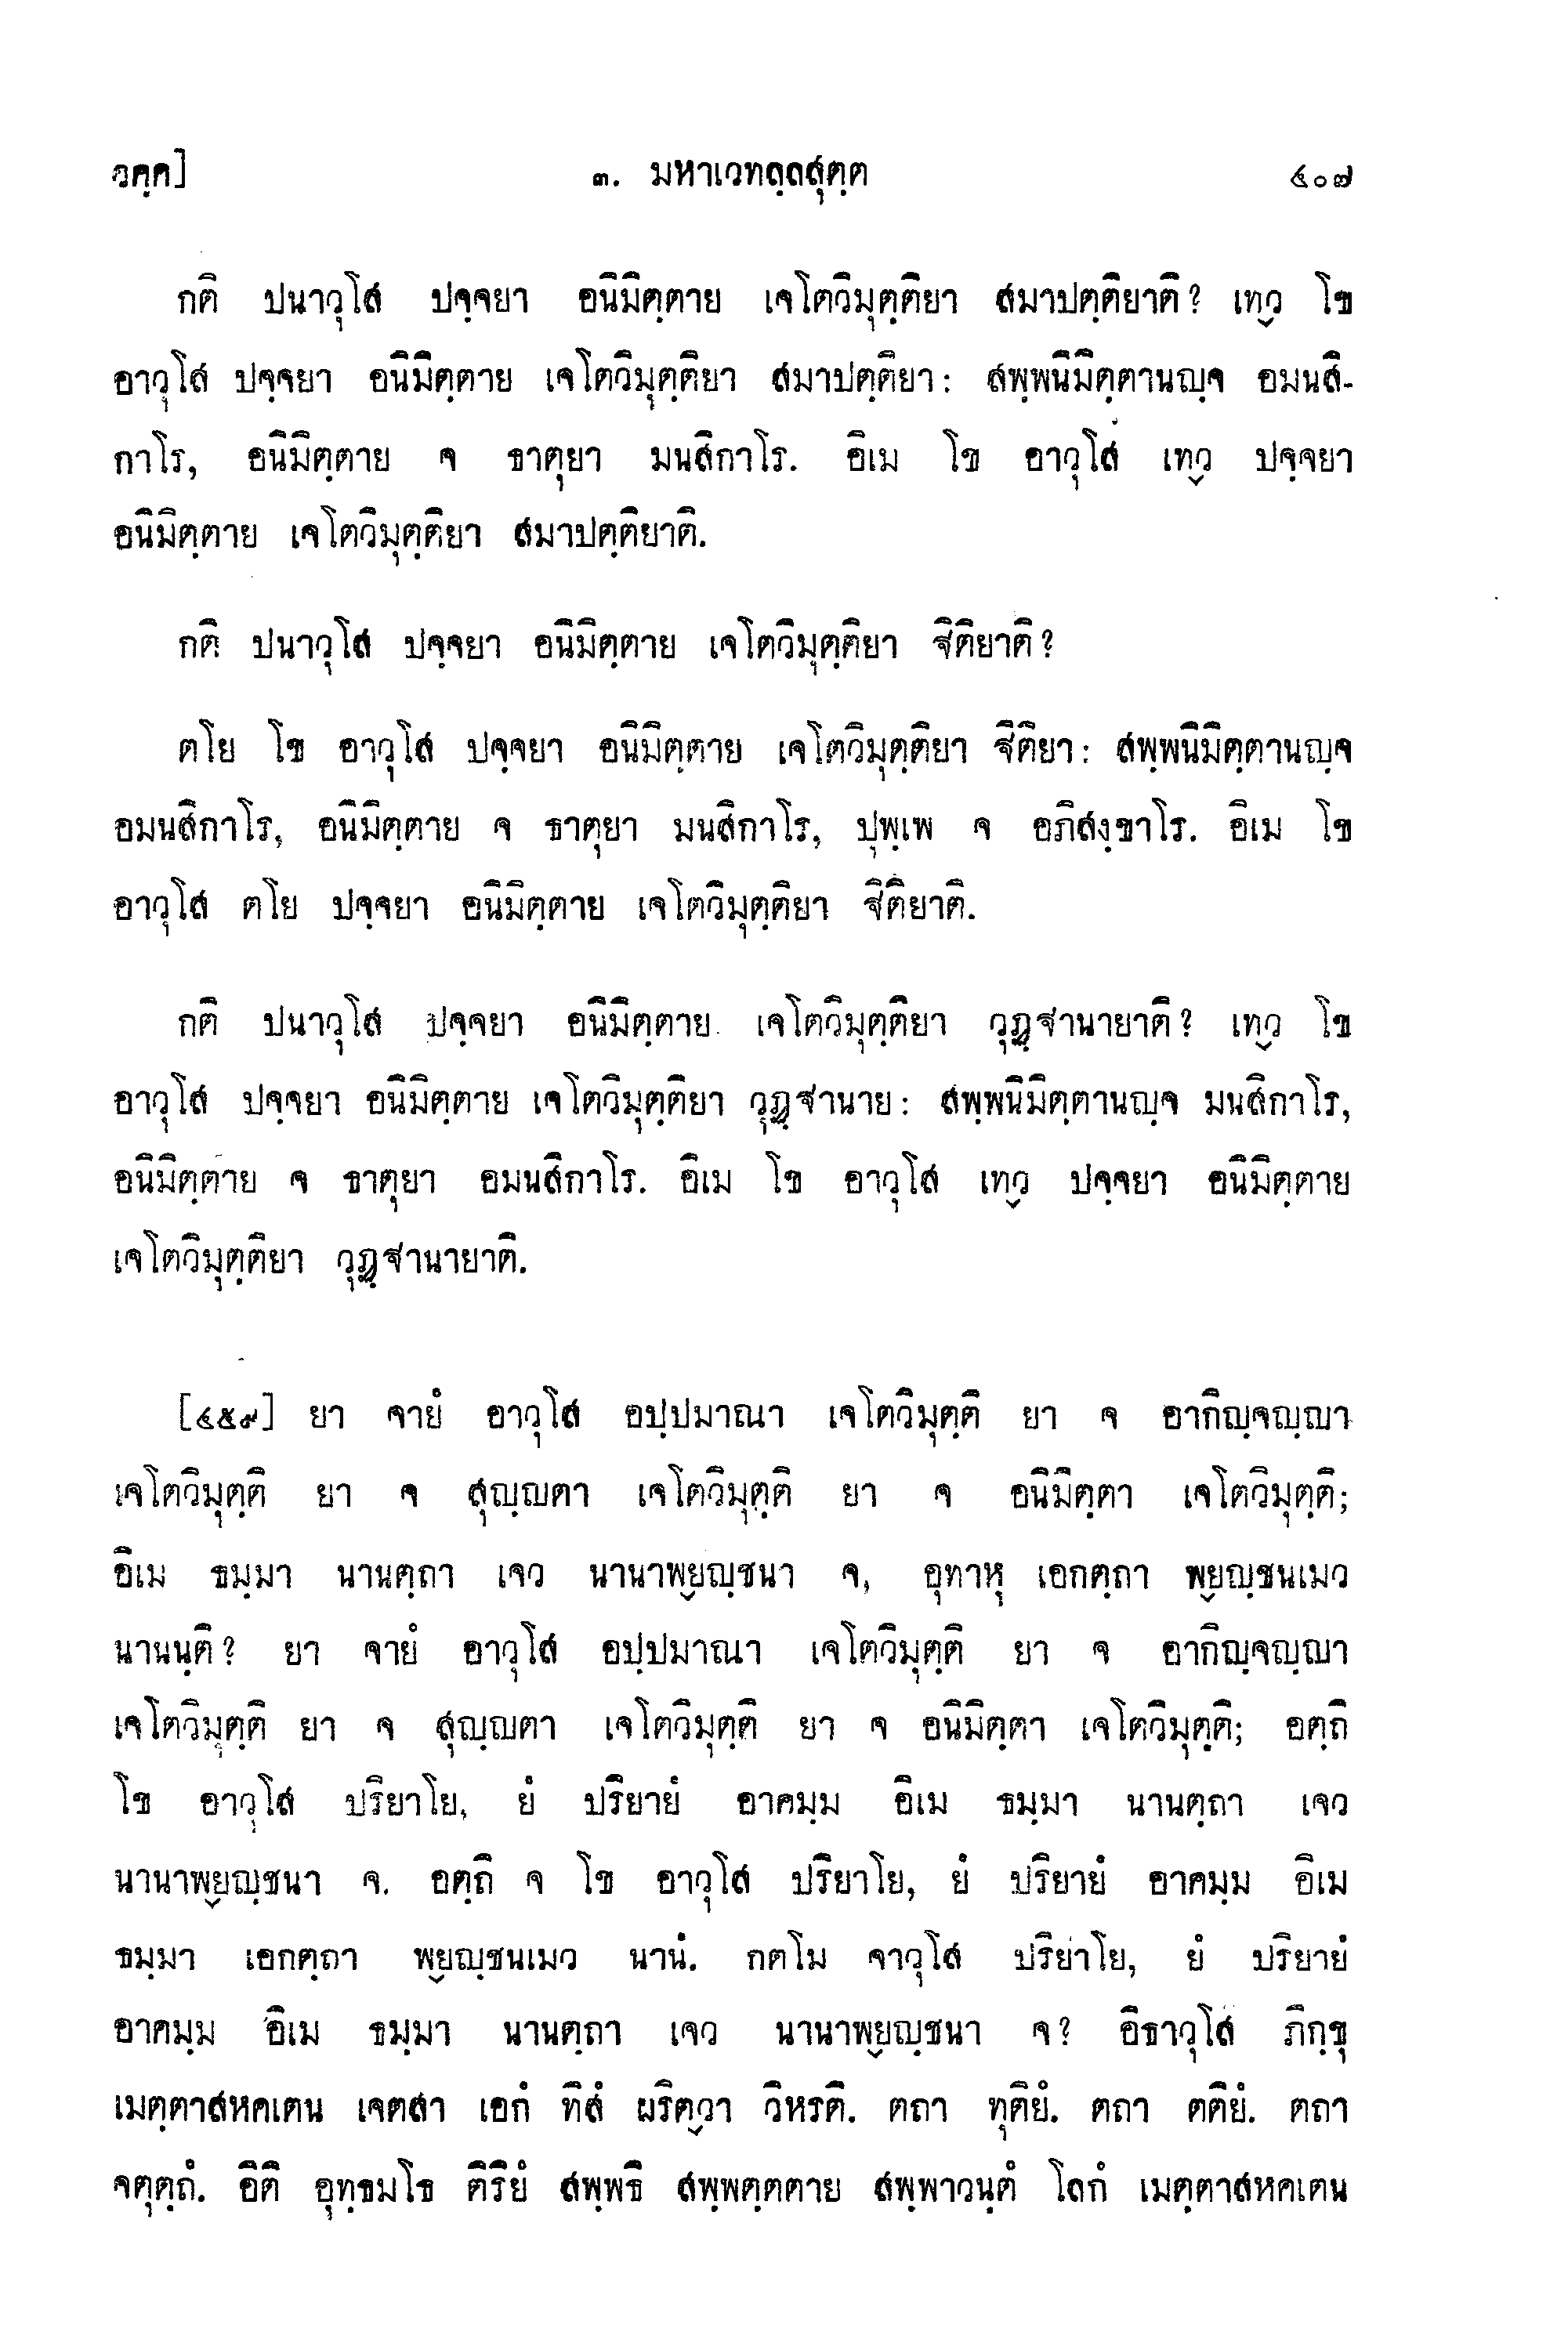 วคฺค] ๓. มหาเวทลฺลสุตฺต ๔๐๗
กติ ปนาวุโส ปจฺจยา อนิมิตฺตาย เจโตวิมุตฺติยา สมาปตฺติยาติ? เทฺว โข
อาวุโส ปจฺจยา อนิมิตฺตาย เจโตวิมุตฺติยา สมาปตฺติยา: สพฺพนิมิตฺตานญฺจ อมนสิ-
กาโร, อนิมิตฺตาย จ ธาตุยา มนสิกาโร. อิเม โข อาวุโส เทฺว ปจฺจยา
อนิมิตฺตาย เจโตวิมุตฺติยา สมาปตฺติยาติ.
กติ ปนาวุโส ปจฺจยา อนิมิตฺตาย เจโตวิมุตฺติยา ฐิติยาติ?
ตโย โข อาวุโส ปจฺจยา อนิมิตฺตาย เจโตวิมุตฺติยา ฐิติยา: สพฺพนิมิตฺตานญฺจ
อมนสิกาโร, อนิมิตฺตาย จ ธาตุยา มนสิกาโร, ปุพฺเพ จ อภิสงฺขาโร. อิเม โข
อาวุโส ตโย ปจฺจยา อนิมิตฺตาย เจโตวิมุตฺติยา ฐิติยาติ.
กติ ปนาวุโส ปจฺจยา อนิมิตฺตาย เจโตวิมุตฺติยา วุฏฺฐานายาติ? เทฺว โข
อาวุโส ปจฺจยา อนิมิตฺตาย เจโตวิมุตฺติยา วุฏฺฐานาย: สพฺพนิมิตฺตานญฺจ มนสิกาโร,
อนิมิตฺตาย จ ธาตุยา อมนสิกาโร. อิเม โข อาวุโส เทฺว ปจฺจยา อนิมิตฺตาย
เจโตวิมุตฺติยา วุฏฺฐานายาติ.
[๔๕๙] ยา จายํ อาวุโส อปฺปมาณา เจโตวิมุตฺติ ยา จ อากิญฺจญฺญา
เจโตวิมุตฺติ ยา จ สุญฺญตา เจโตวิมุตฺติ ยา จ อนิมิตฺตา เจโตวิมุตฺติ;
อิเม ธมฺมา นานตฺถา เจว นานาพฺยญฺชนา จ, อุทาหุ เอกตฺถา พฺยญฺชนเมว
นานนฺติ? ยา จายํ อาวุโส อปฺปมาณา เจโตวิมุตฺติ ยา จ อากิญฺจญฺญา
เจโตวิมุตฺติ ยา จ สุญฺญตา เจโตวิมุตฺติ ยา จ อนิมิตฺตา เจโตวิมุตฺติ; อตฺถิ
โข อาวุโส ปริยาโย, ยํ ปริยายํ อาคมฺม อิเม ธมฺมา นานตฺถา เจว
นานาพฺยญฺชนา จ. อตฺถิ จ โข อาวุโส ปริยาโย, ยํ ปริยายํ อาคมฺม อิเม
ธมฺมา เอกตฺถา พฺยญฺชนเมว นานํ. กตโม จาวุโส ปริยาโย, ยํ ปริยายํ
อาคมฺม อิเม ธมฺมา นานตฺถา เจว นานาพฺยญฺชนา จ? อิธาวุโส ภิกฺขุ
เมตฺตาสหคเตน เจตสา เอกํ ทิสํ ผริตฺวา วิหรติ. ตถา ทุติยํ. ตถา ตติยํ. ตถา
จตุตฺถํ. อิติ อุทฺธมโธ ติริยํ สพฺพธิ สพฺพตฺตตาย สพฺพาวนฺตํ โลกํ เมตฺตาสหคเตน